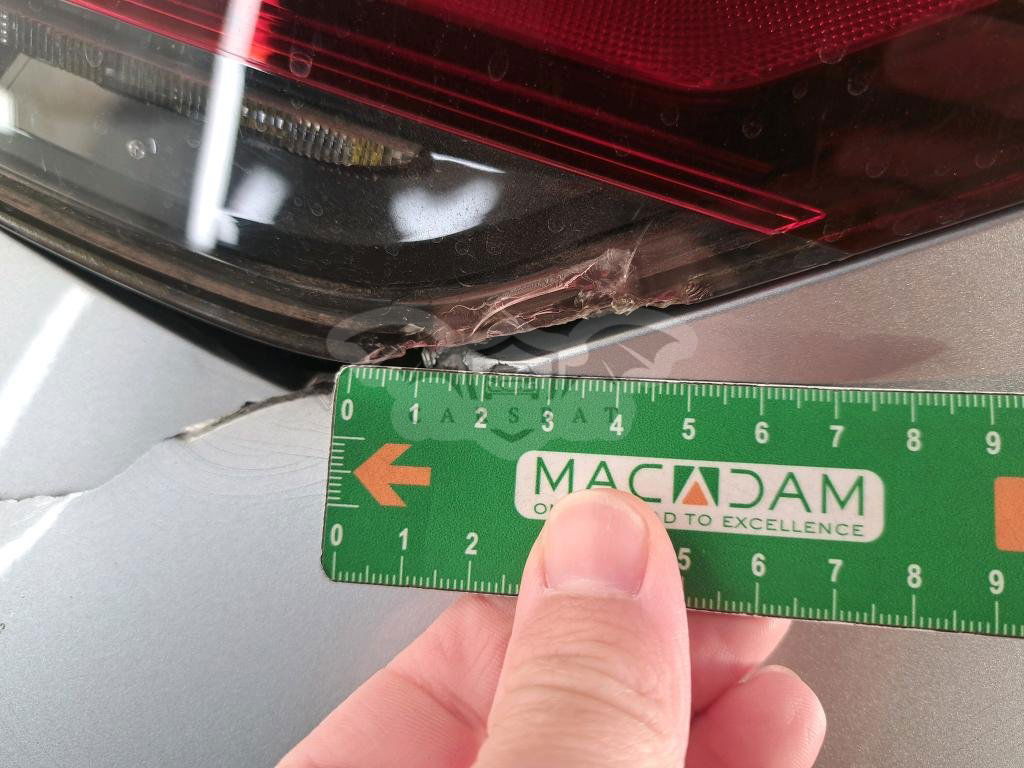 0 1 2 3 4 5 6 7 8 9
CARSBAT
MACADAM
TO EXCELLENCE
0 1 2 5 6 7 8 9